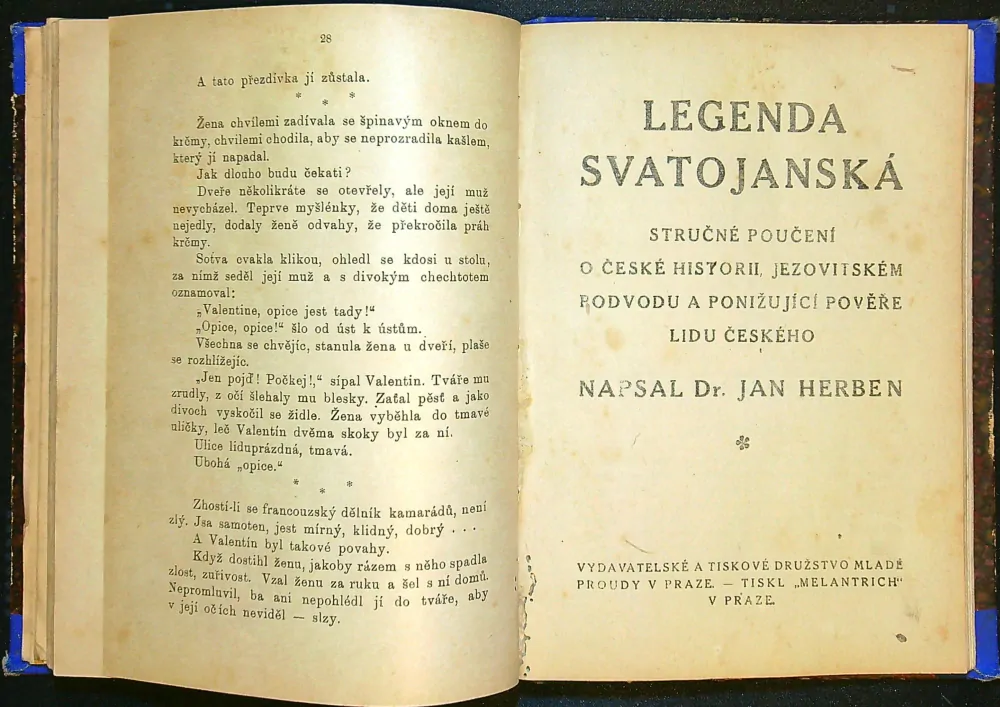 28
A tato přezdívka jí zůstala.
* * *
Žena chvílemi zadívala se špinavým oknem do
krčmy, chvilemi chodila, aby se neprozradila kašlem,
který jí napadal.
Jak dlouho budu čekati?
Dveře několikráte se otevřely, ale její muž
nevycházel. Teprve myšlénky, že děti doma ještě
nejedly, dodaly ženě odvahy, že překročila práh
krčmy.
Sotva cvakla klikou, ohledl se kdosi u stolu,
za nímž seděl její muž a s divokým chechtotem
oznamoval:
„Valentine, opice jest tady!“
„Opice, opice!“ šlo od úst k ústům.
Všechna se chvějíc, stanula žena u dveří, plaše
se rozhlížejíc.
„Jen pojď! Počkej!,“ sípal Valentin. Tváře mu
zrudly, z očí šlehaly mu blesky. Zaťal pěsť a jako
divoch vyskočil se židle. Žena vyběhla do tmavé
uličky, leč Valentín dvěma skoky byl za ní.
Ulice liduprázdná, tmavá.
Ubohá „opice.“
* * *
Zhostí-li se francouzský dělník kamarádů, není
zlý. Jsa samoten, jest mírný, klidný, dobrý . . .
A Valentín byl takové povahy.
Když dostihl ženu, jakoby rázem s něho spadla
zlost, zuřivost. Vzal ženu za ruku a šel s ní domů.
Nepromluvil, ba ani nepohlédl jí do tváře, aby
v její očích neviděl — slzy.
LEGENDA
SVATOJANSKÁ
STRUČNÉ POUČENÍ
O ČESKÉ HISTORII, JEZOVITSKÉM
PODVODU A PONIŽUJÍCÍ POVĚŘE
LIDU ČESKÉHO
NAPSAL Dr. JAN HERBEN
VYDAVATELSKÉ A TISKOVÉ DRUŽSTVO MLADÉ
PROUDY V PRAZE. — TISKL „MELANTRICH“
V PRAZE.